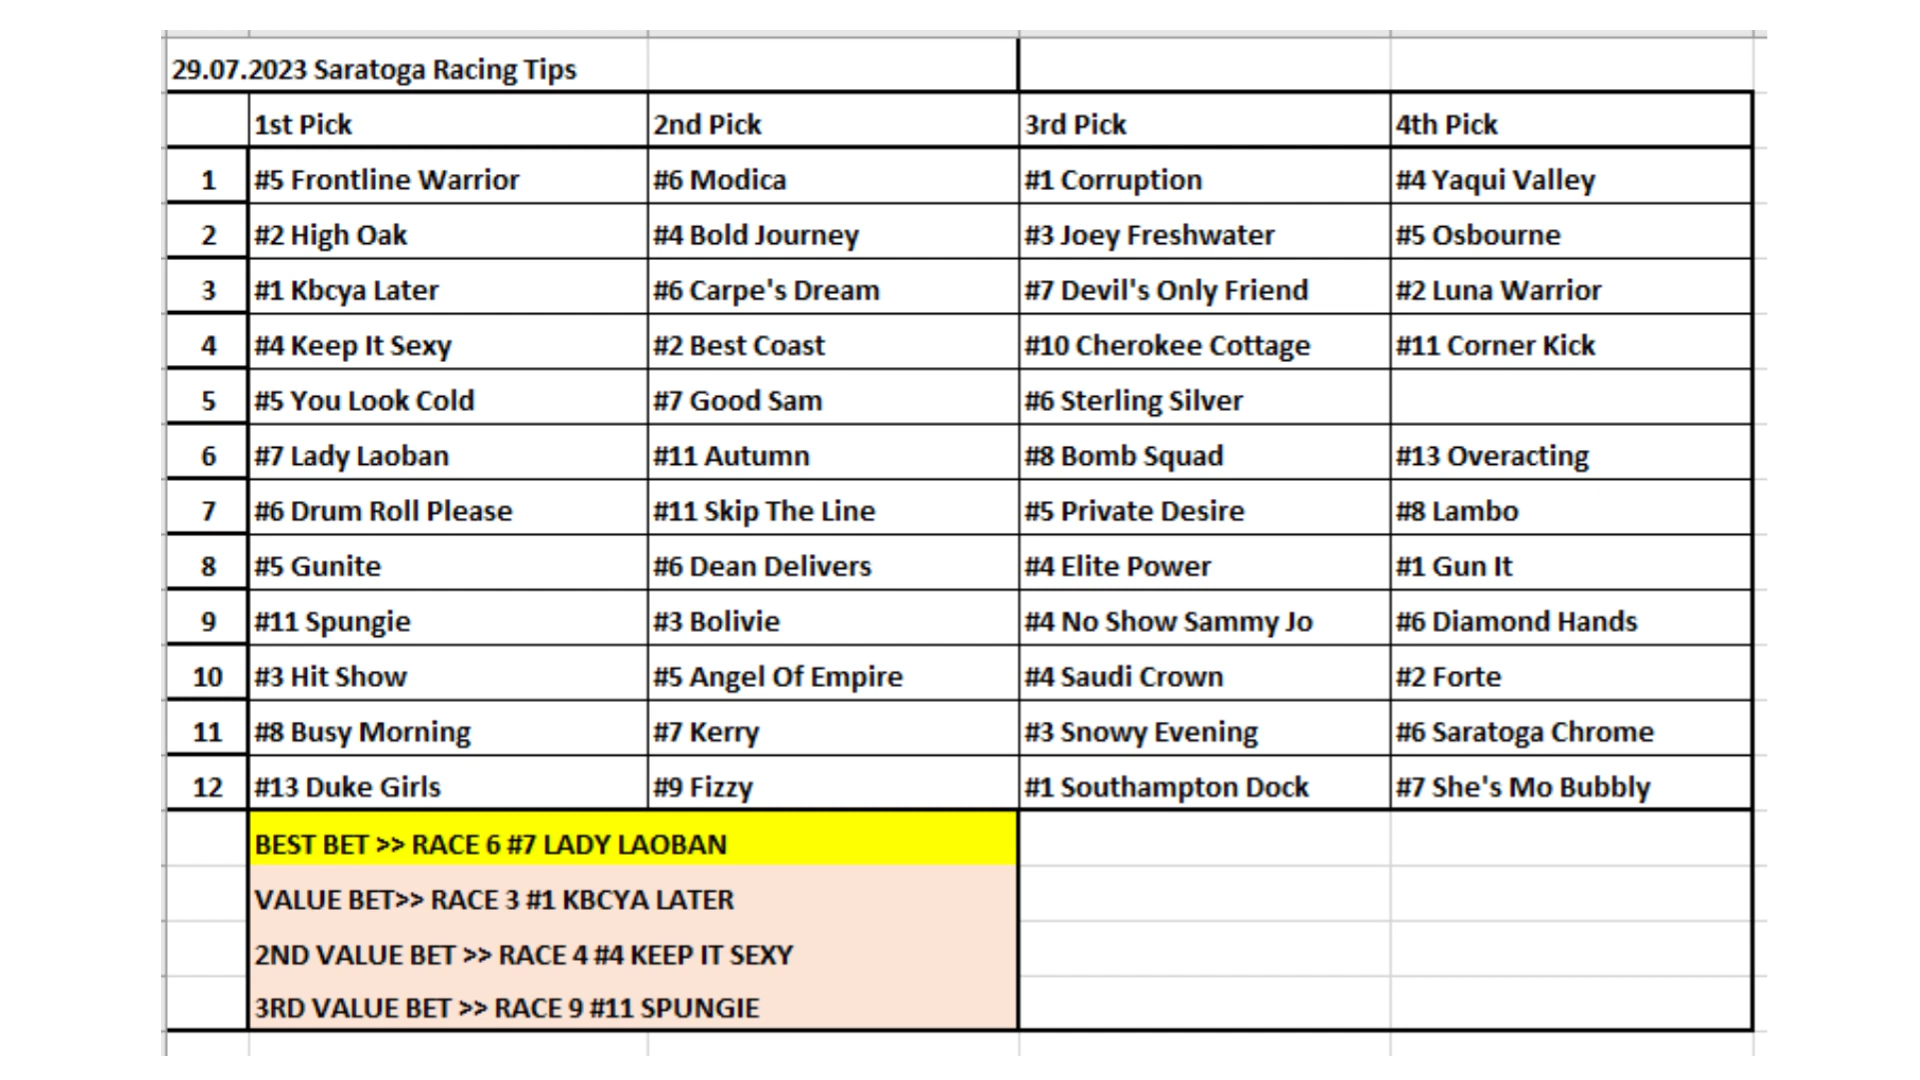 29.07.2023 Saratoga Racing Tips
1st Pick 2nd Pick 3rd Pick 4th Pick
1 #5 Frontline Warrior #6 Modica #1 Corruption #4 Yaqui Valley
2 #2 High Oak #4 Bold Journey #3 Joey Freshwater #5 Osbourne
3 #1 Kbcya Later #6 Carpe's Dream #7 Devil's Only Friend #2 Luna Warrior
4 #4 Keep It Sexy #2 Best Coast #10 Cherokee Cottage #11 Corner Kick
5 #5 You Look Cold #7 Good Sam #6 Sterling Silver
6 #7 Lady Laoban #11 Autumn #8 Bomb Squad #13 Overacting
7 #6 Drum Roll Please #11 Skip The Line #5 Private Desire #8 Lambo
8 #5 Gunite #6 Dean Delivers #4 Elite Power #1 Gun It
9 #11 Spungie #3 Bolivie #4 No Show Sammy Jo #6 Diamond Hands
10 #3 Hit Show #5 Angel Of Empire #4 Saudi Crown #2 Forte
11 #8 Busy Morning #7 Kerry #3 Snowy Evening #6 Saratoga Chrome
12 #13 Duke Girls #9 Fizzy #1 Southampton Dock #7 She's Mo Bubbly
BEST BET >> RACE 6 #7 LADY LAOBAN
VALUE BET>> RACE 3 #1 KBCYA LATER
2ND VALUE BET >> RACE 4 #4 KEEP IT SEXY
3RD VALUE BET >> RACE 9 #11 SPUNGIE